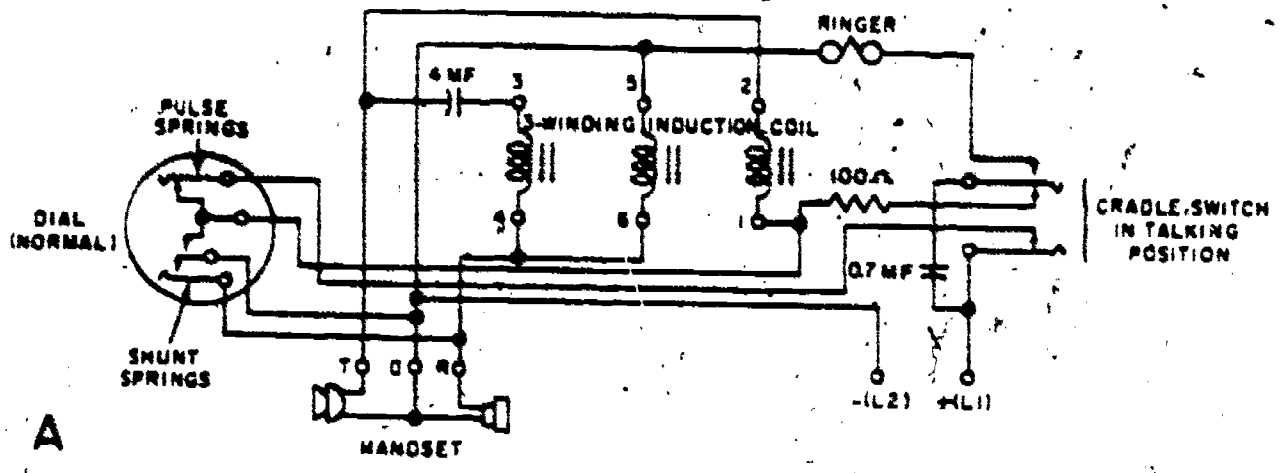 RINGER
4 MF
3
5
2
PULSE
SPRINGS
3-WINDING INDUCTION COIL
100Ω
DIAL
(NORMAL)
4
6
1
CRADLE SWITCH
IN TALKING
POSITION
0.7 MF
SHUNT
SPRINGS
T
R
-(L2)
+(L1)
HANDSET
A